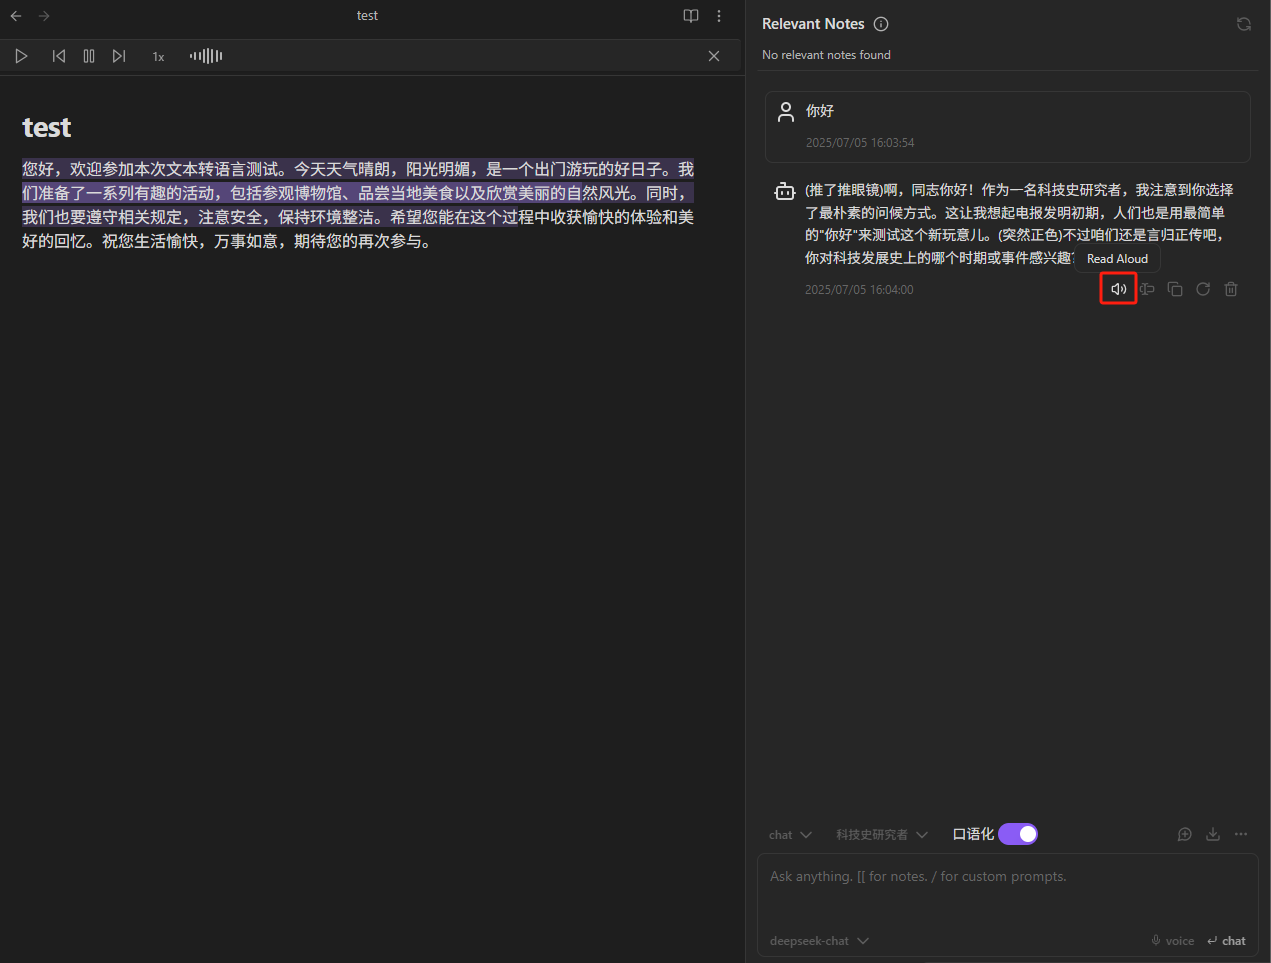 test
1x
test
您好，欢迎参加本次文本转语言测试。今天天气晴朗，阳光明媚，是一个出门游玩的好日子。我
们准备了一系列有趣的活动，包括参观博物馆、品尝当地美食以及欣赏美丽的自然风光。同时，
我们也要遵守相关规定，注意安全，保持环境整洁。希望您能在这个过程中收获愉快的体验和美
好的回忆。祝您生活愉快，万事如意，期待您的再次参与。
Relevant Notes
No relevant notes found
你好
2025/07/05 16:03:54
(推了推眼镜)啊，同志你好！作为一名科技史研究者，我注意到你选择
了最朴素的问候方式。这让我想起电报发明初期，人们也是用最简单
的"你好"来测试这个新玩意儿。(突然正色)不过咱们还是言归正传吧，
你对科技发展史上的哪个时期或事件感兴趣?
Read Aloud
2025/07/05 16:04:00
chat
科技史研究者
口语化
Ask anything. [[ for notes. / for custom prompts.
deepseek-chat
voice
chat